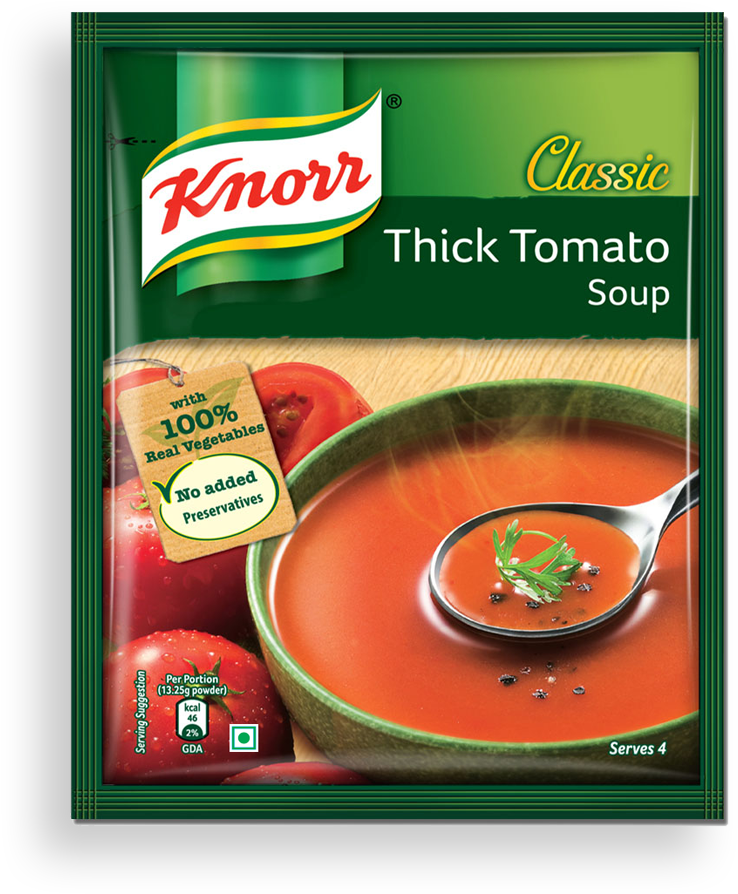 Knorr®
Classic
Thick Tomato
Soup
with
100%
Real Vegetables
No added
Preservatives
Serving Suggestion
Per Portion
(13.25g powder)
kcal
46
2%
GDA
Serves 4